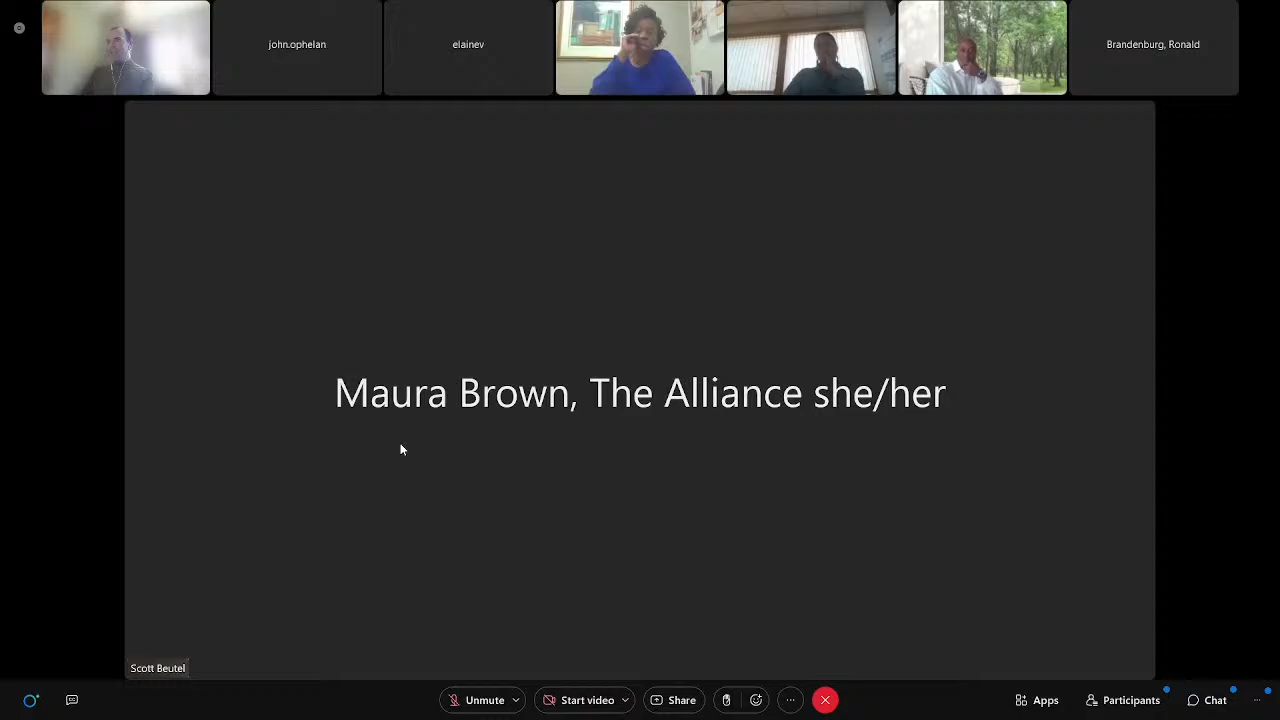 john.ophelan
elainev
Brandenburg, Ronald
Maura Brown, The Alliance she/her
Scott Beutel
Unmute
Start video
Share
Apps
Participants
Chat